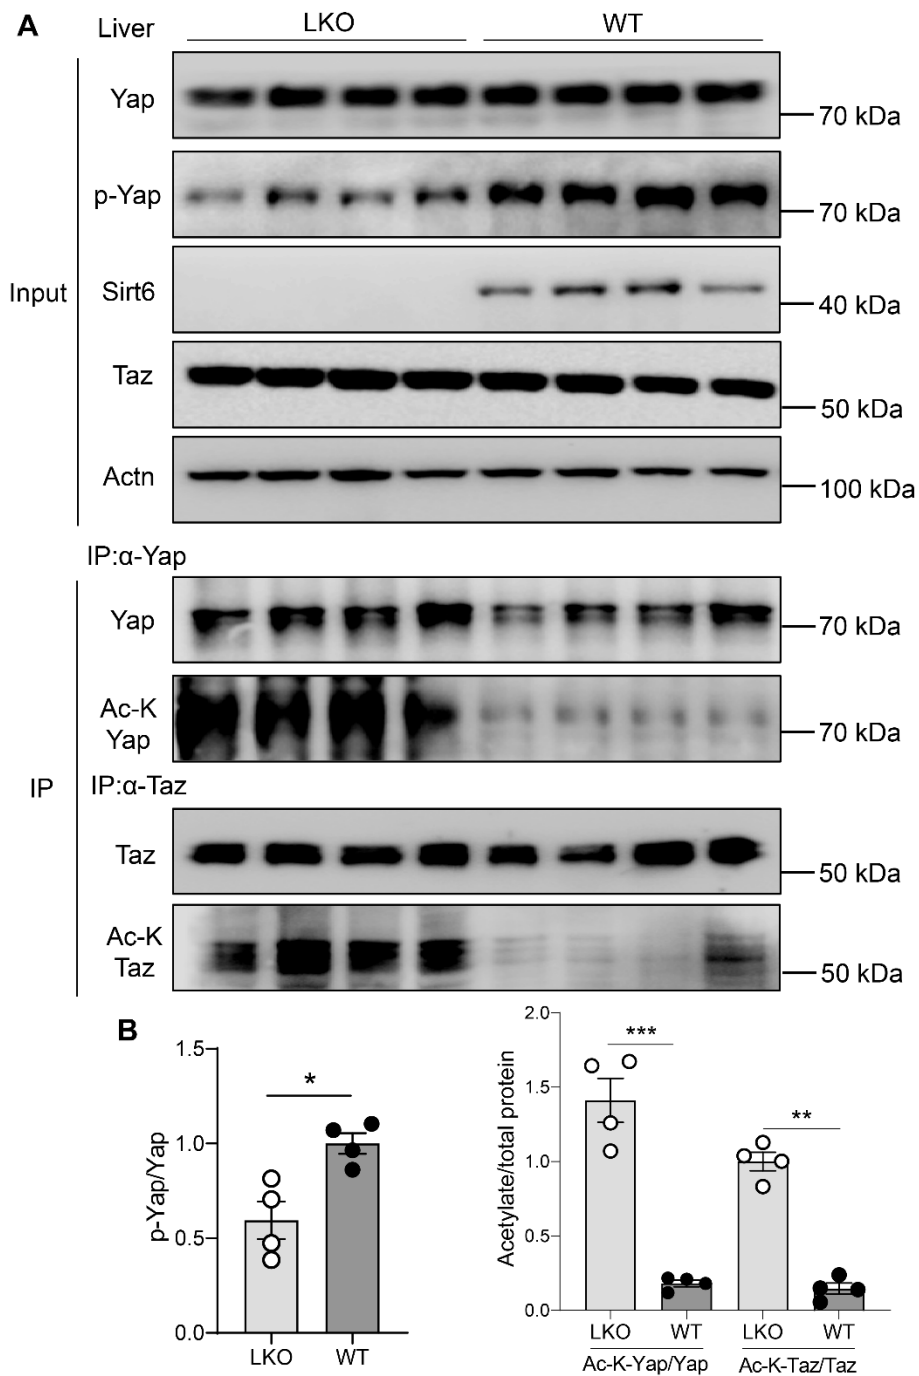 A
Liver
LKO
WT
Yap
70 kDa
p-Yap
70 kDa
Input
Sirt6
40 kDa
Taz
50 kDa
Actn
100 kDa
IP:α-Yap
Yap
70 kDa
Ac-K
Yap
70 kDa
IP
IP:α-Taz
Taz
50 kDa
Ac-K
Taz
50 kDa
B
p-Yap/Yap
1.5
1.0
0.5
0.0
*
LKO
WT
Acetylate/total protein
2.0
1.5
1.0
0.5
0.0
***
**
LKO
WT
LKO
WT
Ac-K-Yap/Yap
Ac-K-Taz/Taz